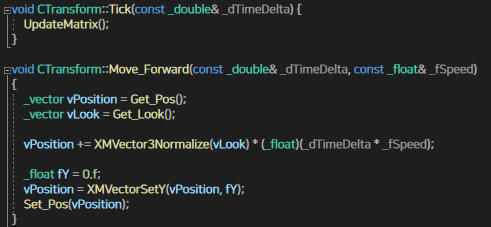 void CTransform::Tick(const _double& _dTimeDelta) {
    UpdateMatrix();
}

void CTransform::Move_Forward(const _double& _dTimeDelta, const _float& _fSpeed)
{
    _vector vPosition = Get_Pos();
    _vector vLook = Get_Look();

    vPosition += XMVector3Normalize(vLook) * (_float)(_dTimeDelta * _fSpeed);

    _float fY = 0.f;
    vPosition = XMVectorSetY(vPosition, fY);
    Set_Pos(vPosition);
}